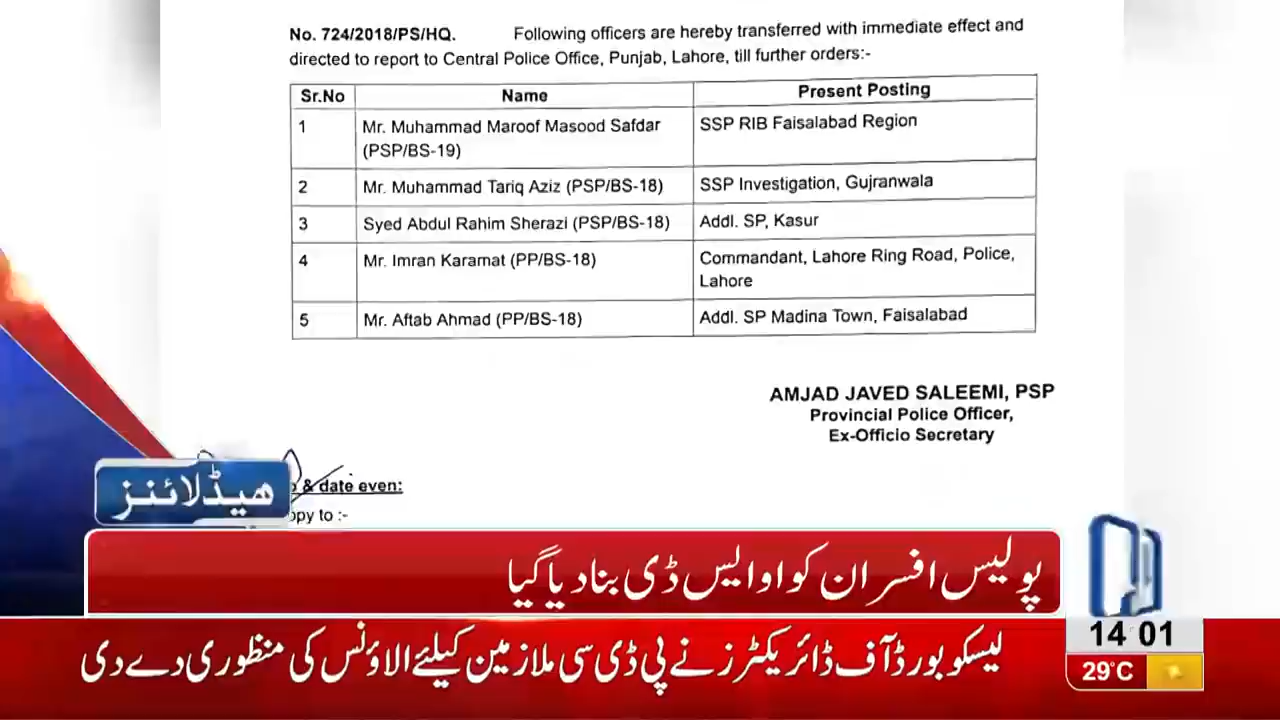 No. 724/2018/PS/HQ. Following officers are hereby transferred with immediate effect and
directed to report to Central Police Office, Punjab, Lahore, till further orders:-
Sr.No Name Present Posting
1 Mr. Muhammad Maroof Masood Safdar SSP RIB Faisalabad Region
(PSP/BS-19)
2 Mr. Muhammad Tariq Aziz (PSP/BS-18) SSP Investigation, Gujranwala
3 Syed Abdul Rahim Sherazi (PSP/BS-18) Addl. SP, Kasur
4 Mr. Imran Karamat (PP/BS-18) Commandant, Lahore Ring Road, Police,
Lahore
5 Mr. Aftab Ahmad (PP/BS-18) Addl. SP Madina Town, Faisalabad
AMJAD JAVED SALEEMI, PSP
Provincial Police Officer,
Ex-Officio Secretary
& date even:
to :-
ھیڈلائنز
پولیس افسران کو او ایس ڈی بنا دیا گیا
14 01
لیسکو بورڈ آف ڈائریکٹرز نے پی ڈی سی ملازمین کیلئے الاؤنس کی منظوری دے دی
29°C